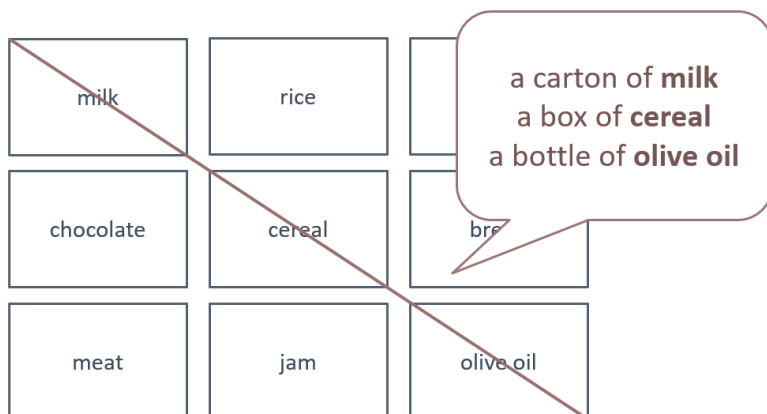 milk
rice
a carton of milk
a box of cereal
a bottle of olive oil
chocolate
cereal
meat
jam
olive oil